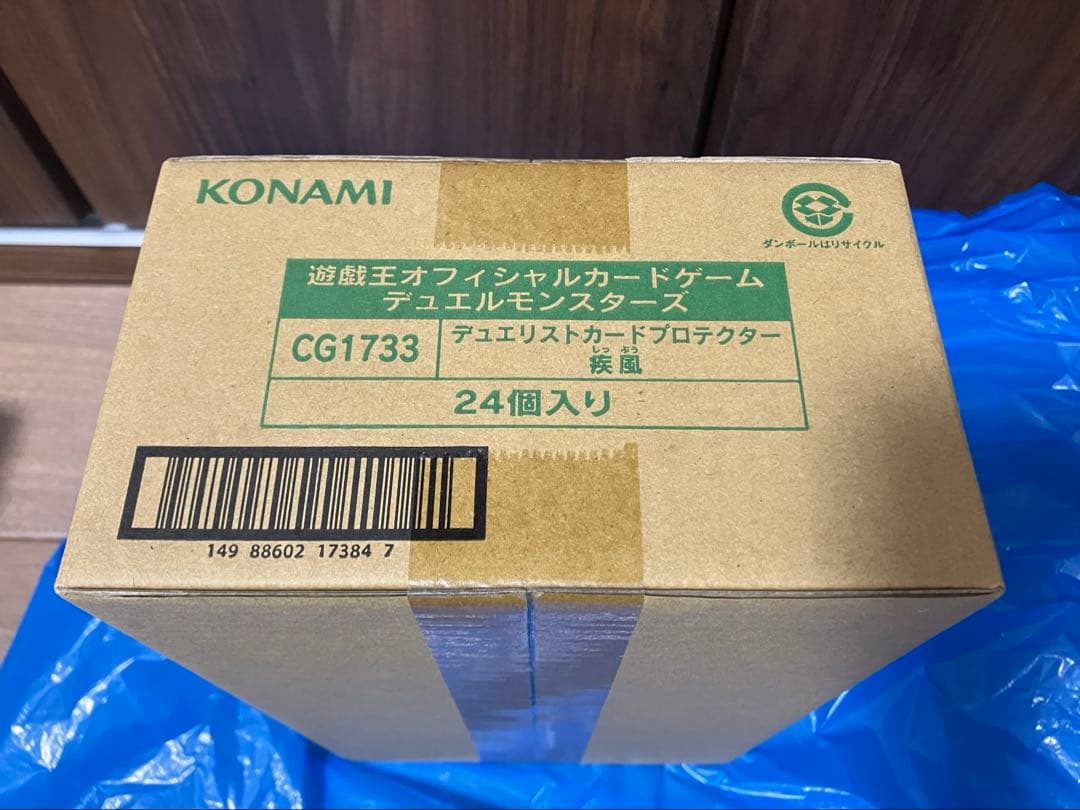 KONAMI
ダンボールはリサイクル
遊戯王オフィシャルカードゲーム
デュエルモンスターズ
CG1733
デュエリストカードプロテクター
しっぷう
疾風
24個入り
149 88602 17384 7